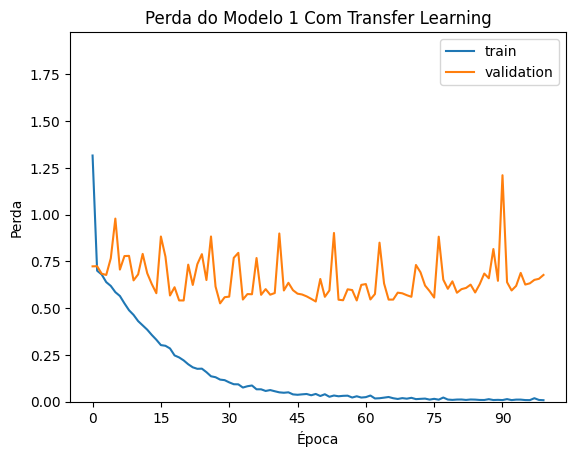 Perda do Modelo 1 Com Transfer Learning
train
validation
Perda
1.75
1.50
1.25
1.00
0.75
0.50
0.25
0.00
0 15 30 45 60 75 90
Época